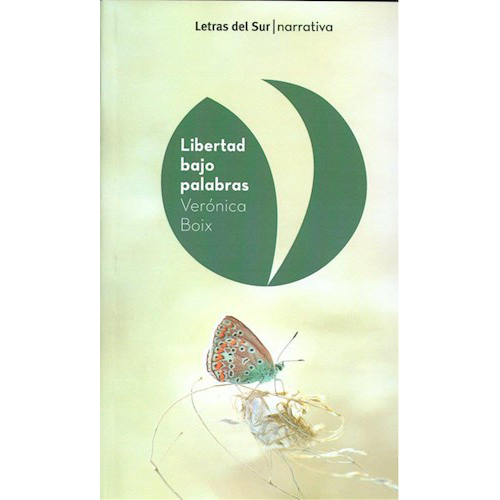 Letras del Sur|narrativa
Libertad
bajo
palabras
Verónica
Boix